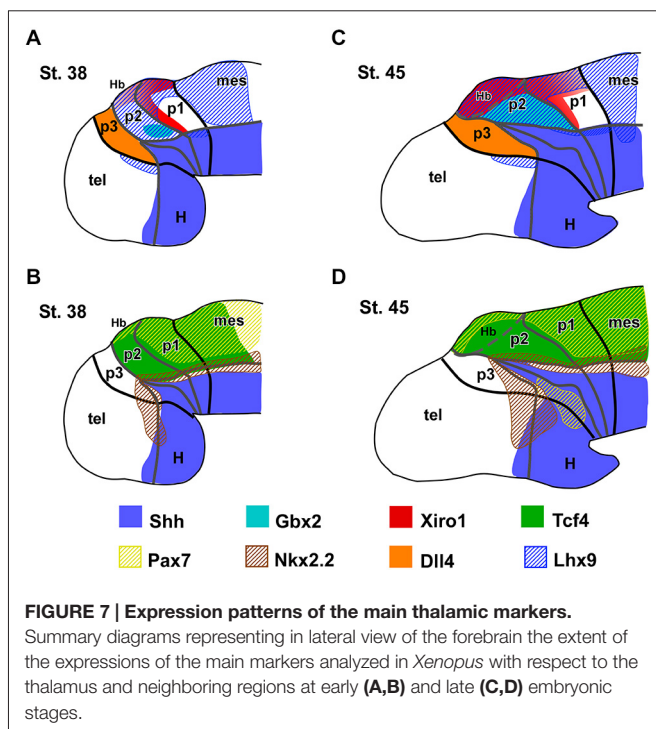 A
C
St. 38
St. 45
Hb
mes
p1
p2
p3
tel
H
Hb
mes
p1
p2
p3
tel
H
B
D
St. 38
St. 45
Hb
mes
p1
p2
p3
tel
H
Hb
mes
p1
p2
p3
tel
H
Shh Gbx2 Xiro1 Tcf4
Pax7 Nkx2.2 Dll4 Lhx9
FIGURE 7 | Expression patterns of the main thalamic markers.
Summary diagrams representing in lateral view of the forebrain the extent of
the expressions of the main markers analyzed in Xenopus with respect to the
thalamus and neighboring regions at early (A,B) and late (C,D) embryonic
stages.